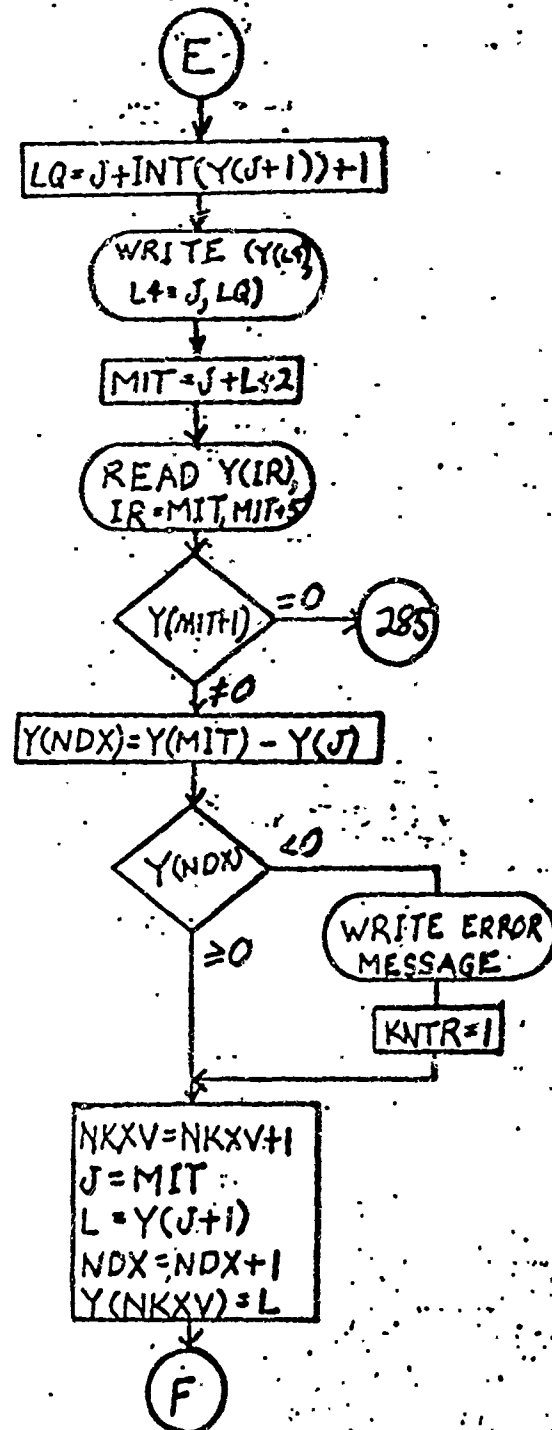 E
LQ=J+INT(Y(J+1))+1
WRITE (Y(L4),
L4=J,LQ)
MIT=J+L+2
READ Y(IR),
IR=MIT,MIT+5
Y(MIT+1)
=0
285
≠0
Y(NDX)=Y(MIT)-Y(J)
Y(NDX)
<0
≥0
WRITE ERROR
MESSAGE
KNTR=1
NKXV=NKXV+1
J=MIT
L=Y(J+1)
NDX=NDX+1
Y(NKXV)=L
F